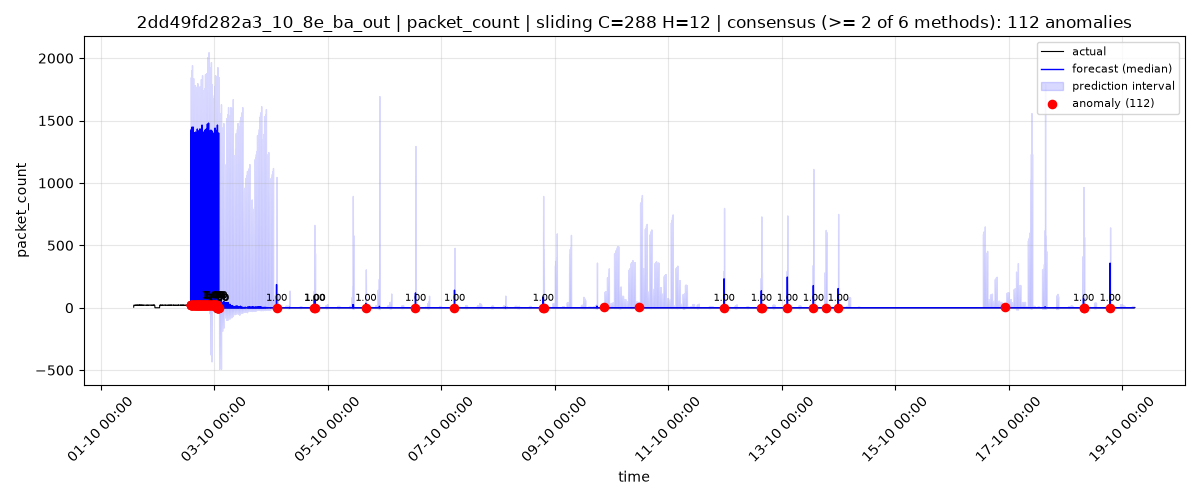 2dd49fd282a3_10_8e_ba_out | packet_count | sliding C=288 H=12 | consensus (>= 2 of 6 methods): 112 anomalies
actual
forecast (median)
prediction interval
anomaly (112)
packet_count
2000
1500
1000
500
0
−500
1.00 1.00 1.00 1.00 1.00 1.00 1.00 1.00 1.00 1.00 1.00 1.00 1.00
01-10 00:00 03-10 00:00 05-10 00:00 07-10 00:00 09-10 00:00 11-10 00:00 13-10 00:00 15-10 00:00 17-10 00:00 19-10 00:00
time